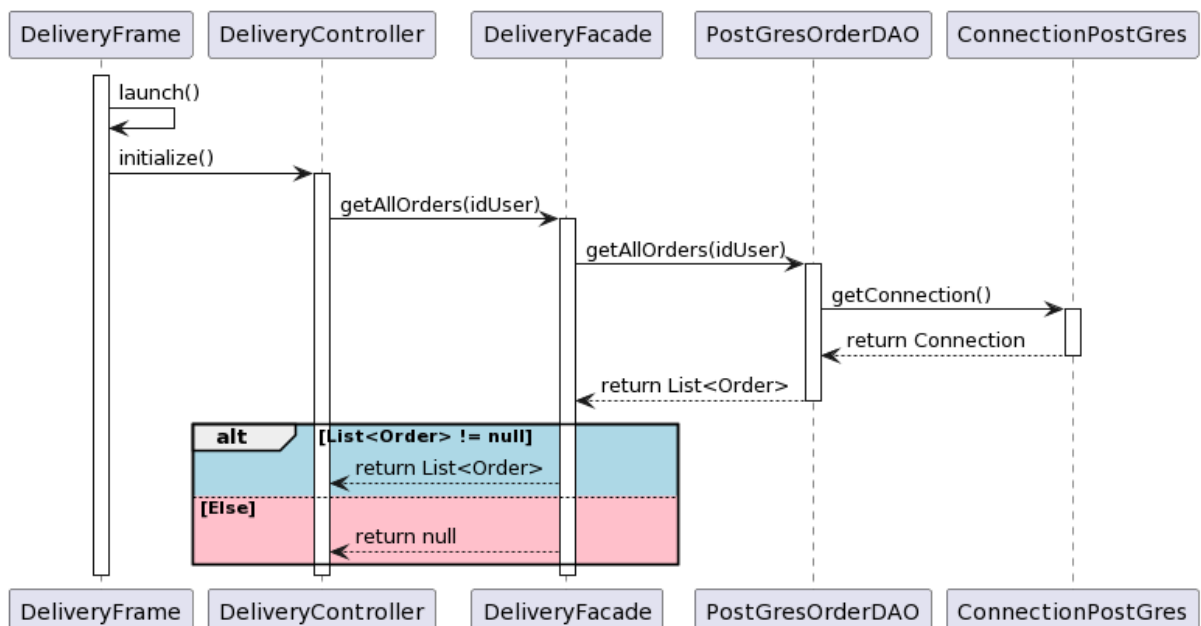 DeliveryFrame DeliveryController DeliveryFacade PostGresOrderDAO ConnectionPostGres
launch()
initialize()
getAllOrders(idUser)
getAllOrders(idUser)
getConnection()
return Connection
return List<Order>
alt [List<Order> != null]
return List<Order>
[Else]
return null
DeliveryFrame DeliveryController DeliveryFacade PostGresOrderDAO ConnectionPostGres